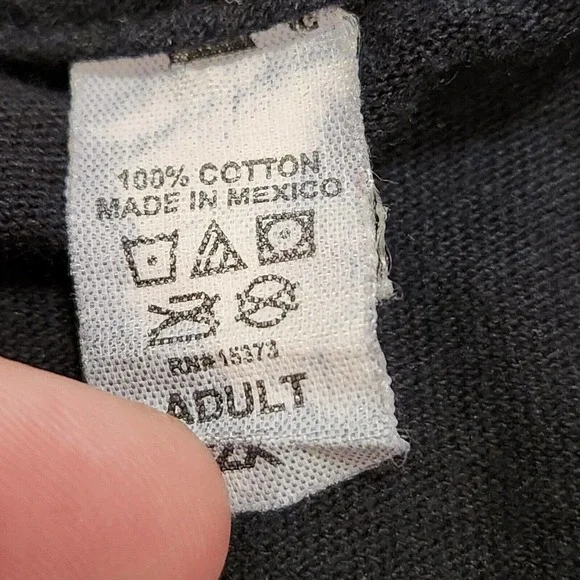 100% COTTON
MADE IN MEXICO
RN#15373
ADULT